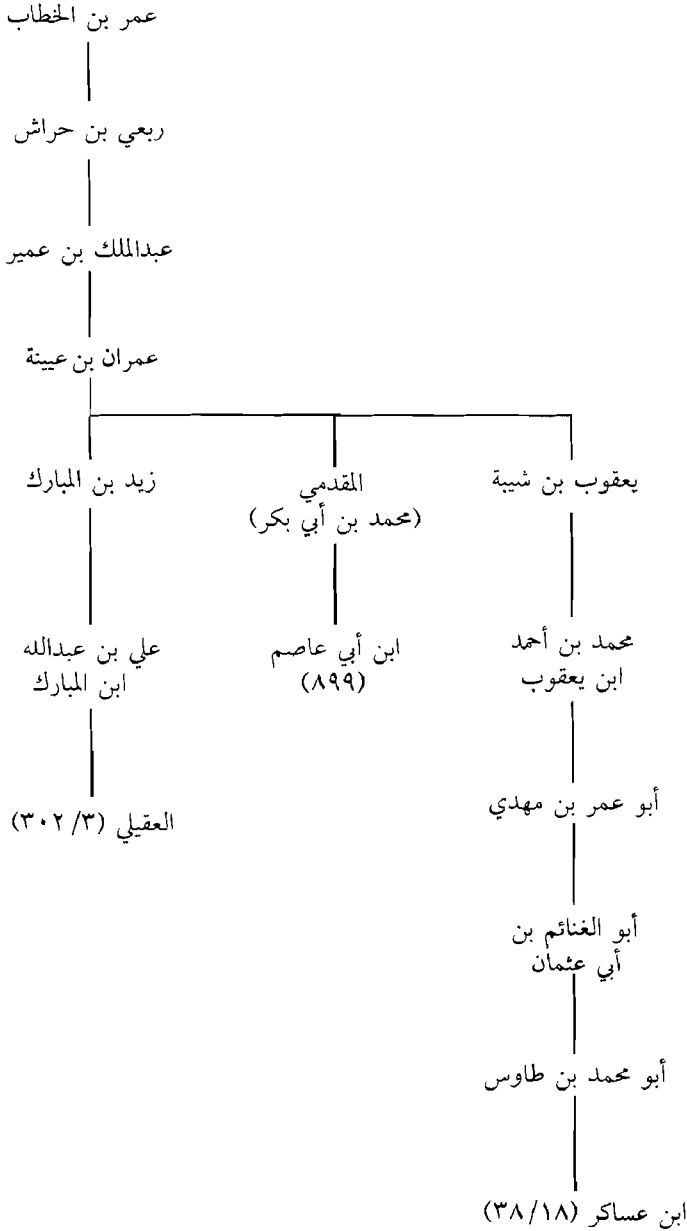 عمر بن الخطاب
ربعي بن حراش
عبدالملك بن عمير
عمران بن عيينة
يعقوب بن شيبة
المقدمي
(محمد بن أبي بكر)
زيد بن المبارك
محمد بن أحمد
ابن يعقوب
ابن أبي عاصم
(٨٩٩)
علي بن عبدالله
ابن المبارك
أبو عمر بن مهدي
العقيلي (٣٠٢/٣)
أبو الغنائم بن
أبي عثمان
أبو محمد بن طاوس
ابن عساكر (٣٨/١٨)